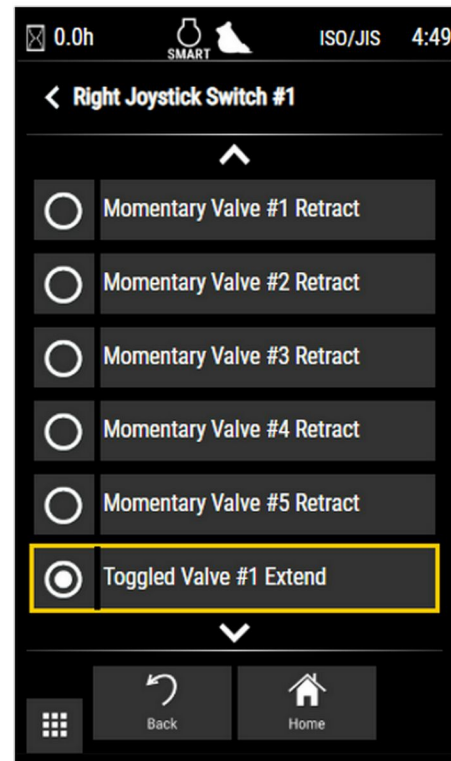 0.0h SMART ISO/JIS 4:49
Right Joystick Switch #1
Momentary Valve #1 Retract
Momentary Valve #2 Retract
Momentary Valve #3 Retract
Momentary Valve #4 Retract
Momentary Valve #5 Retract
Toggled Valve #1 Extend
Back Home